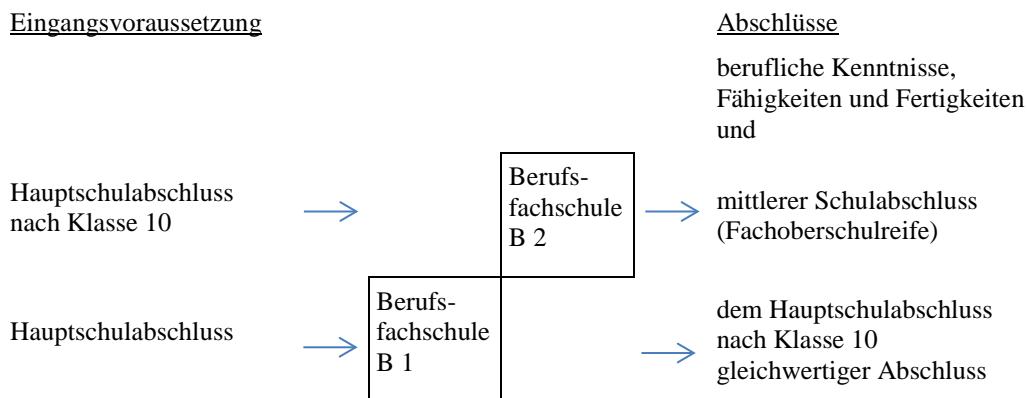 Eingangsvoraussetzung
Abschlüsse
berufliche Kenntnisse,
Fähigkeiten und Fertigkeiten
und
Hauptschulabschluss
nach Klasse 10
Berufs-
fachschule
B 2
mittlerer Schulabschluss
(Fachoberschulreife)
Hauptschulabschluss
Berufs-
fachschule
B 1
dem Hauptschulabschluss
nach Klasse 10
gleichwertiger Abschluss